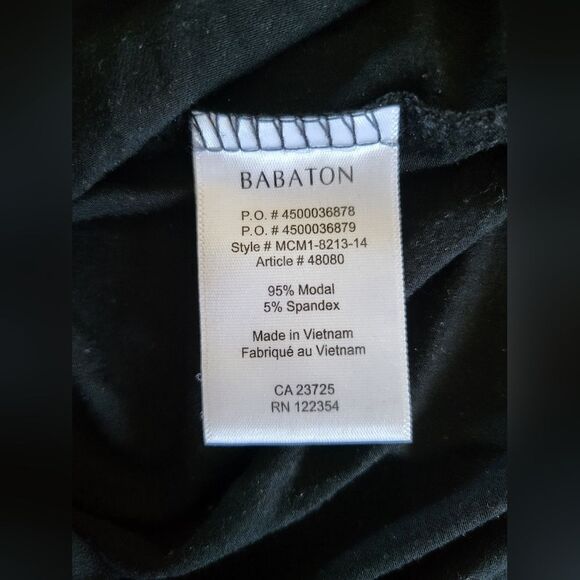 BABATON
P.O. # 4500036878
P.O. # 4500036879
Style # MCM1-8213-14
Article # 48080
95% Modal
5% Spandex
Made in Vietnam
Fabriqué au Vietnam
CA 23725
RN 122354